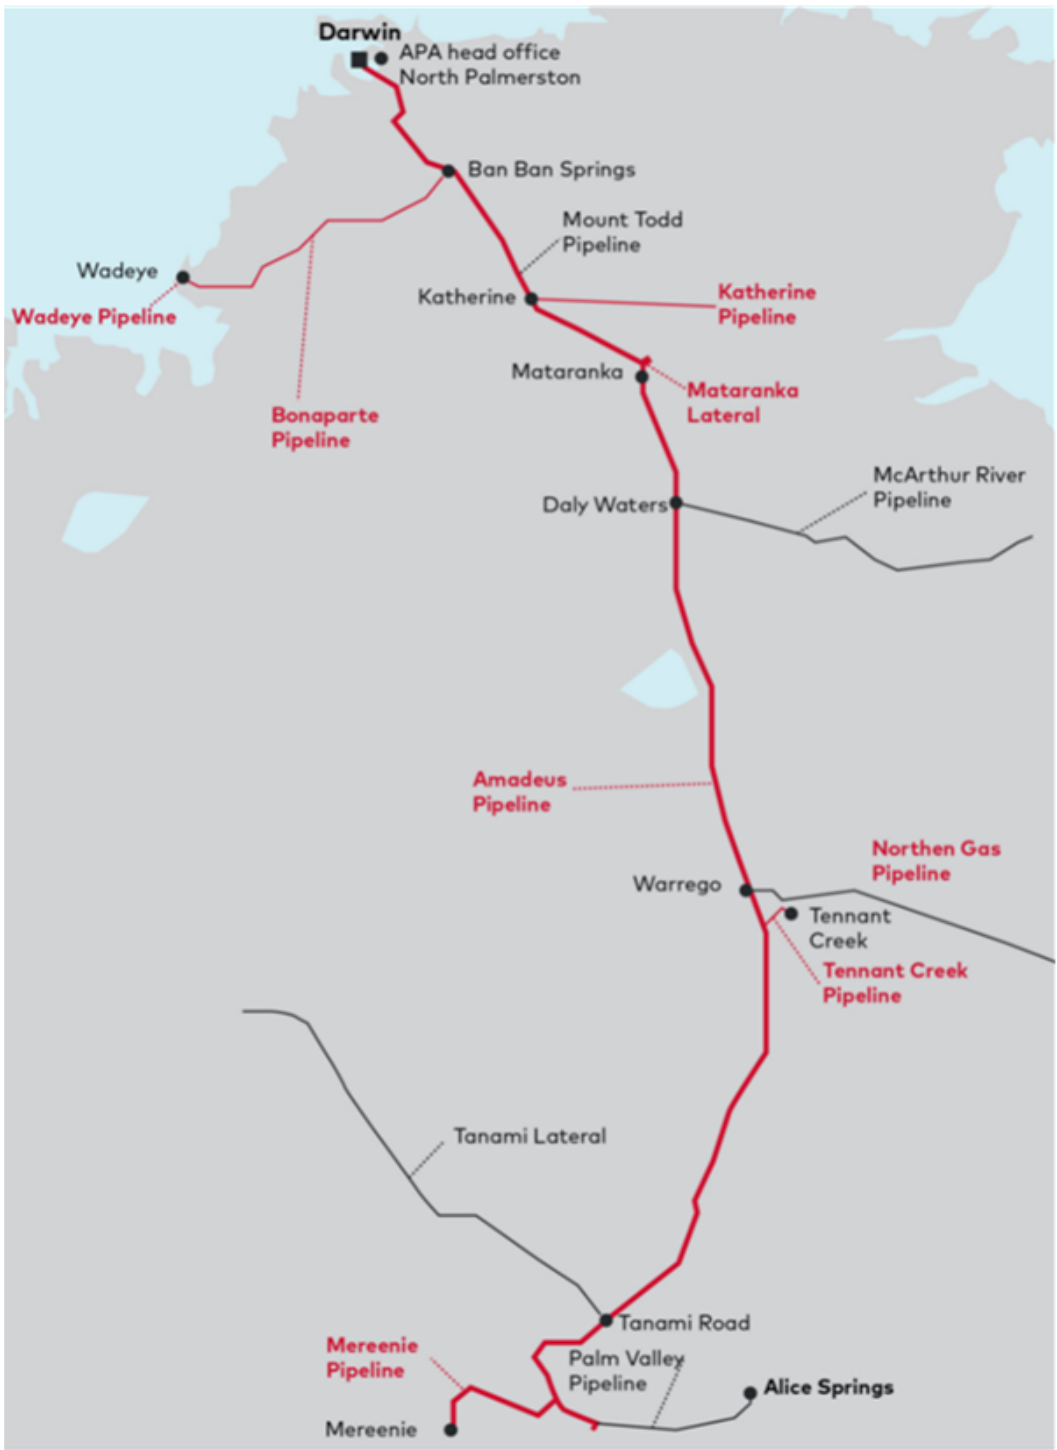 Darwin
APA head office
North Palmerston
Ban Ban Springs
Mount Todd
Pipeline
Wadeye
Wadeye Pipeline
Katherine
Katherine
Pipeline
Mataranka
Mataranka
Lateral
Bonaparte
Pipeline
McArthur River
Pipeline
Daly Waters
Amadeus
Pipeline
Northen Gas
Pipeline
Warrego
Tennant
Creek
Tennant Creek
Pipeline
Tanami Lateral
Tanami Road
Mereenie
Pipeline
Palm Valley
Pipeline
Alice Springs
Mereenie